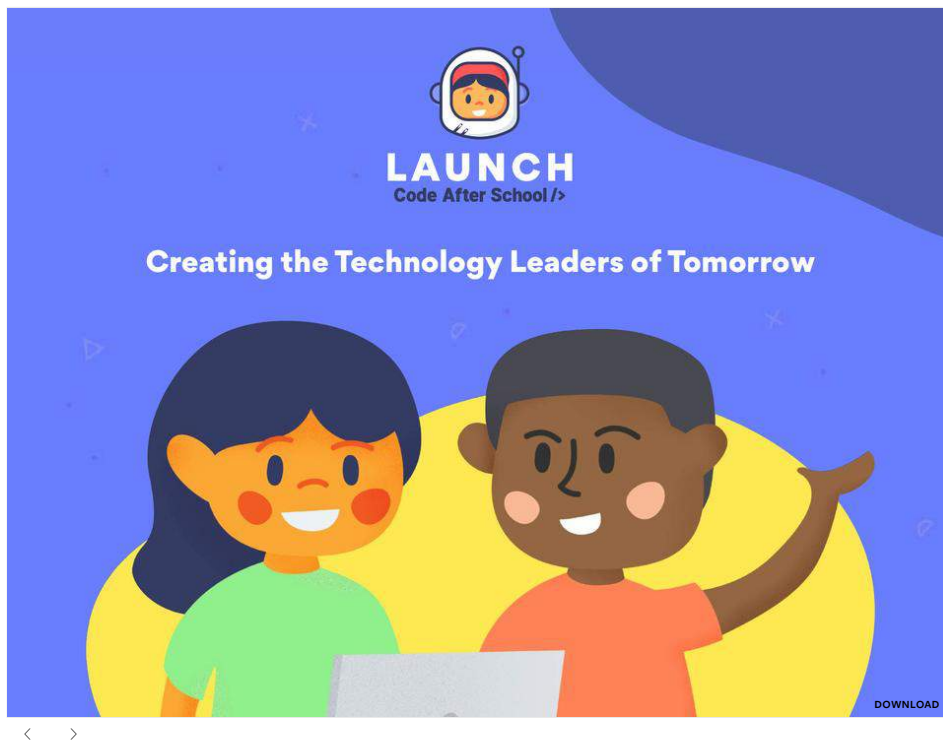 LAUNCH
Code After School />
Creating the Technology Leaders of Tomorrow
DOWNLOAD